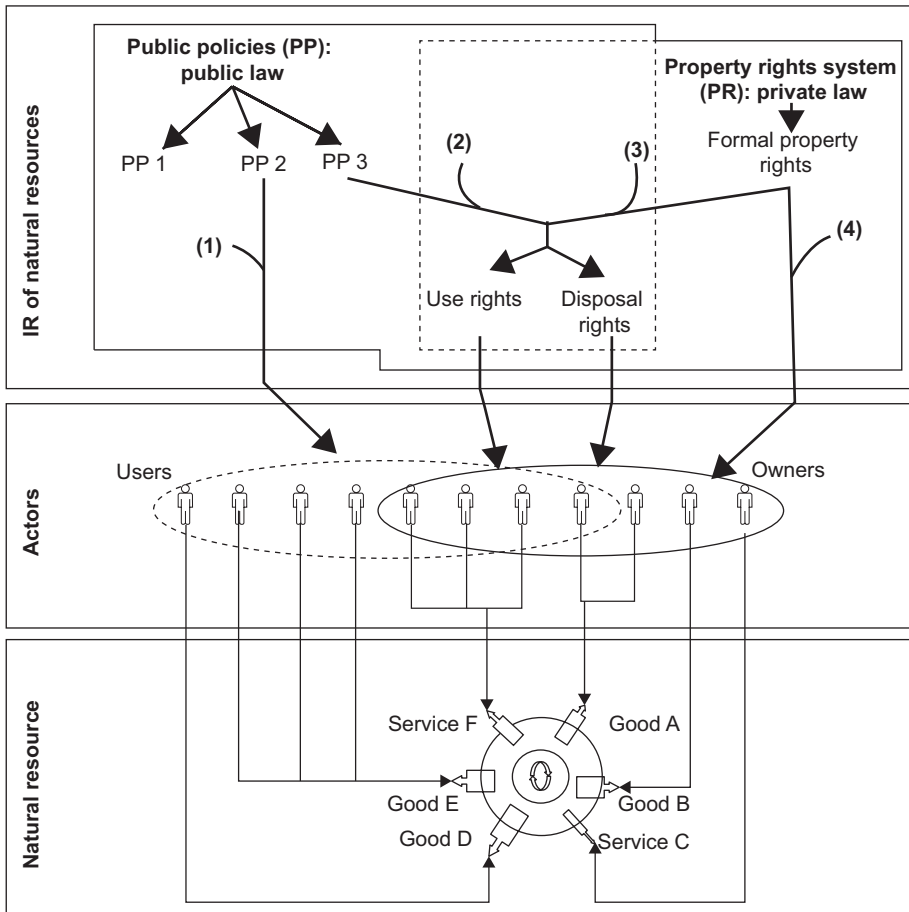 IR of natural resources
Public policies (PP):
public law
Property rights system
(PR): private law
PP 1
PP 2
PP 3
(2)
(3)
Formal property
rights
(1)
(4)
Use rights
Disposal
rights
Actors
Users
Owners
Natural resource
Service F
Good A
Good E
Good B
Good D
Service C